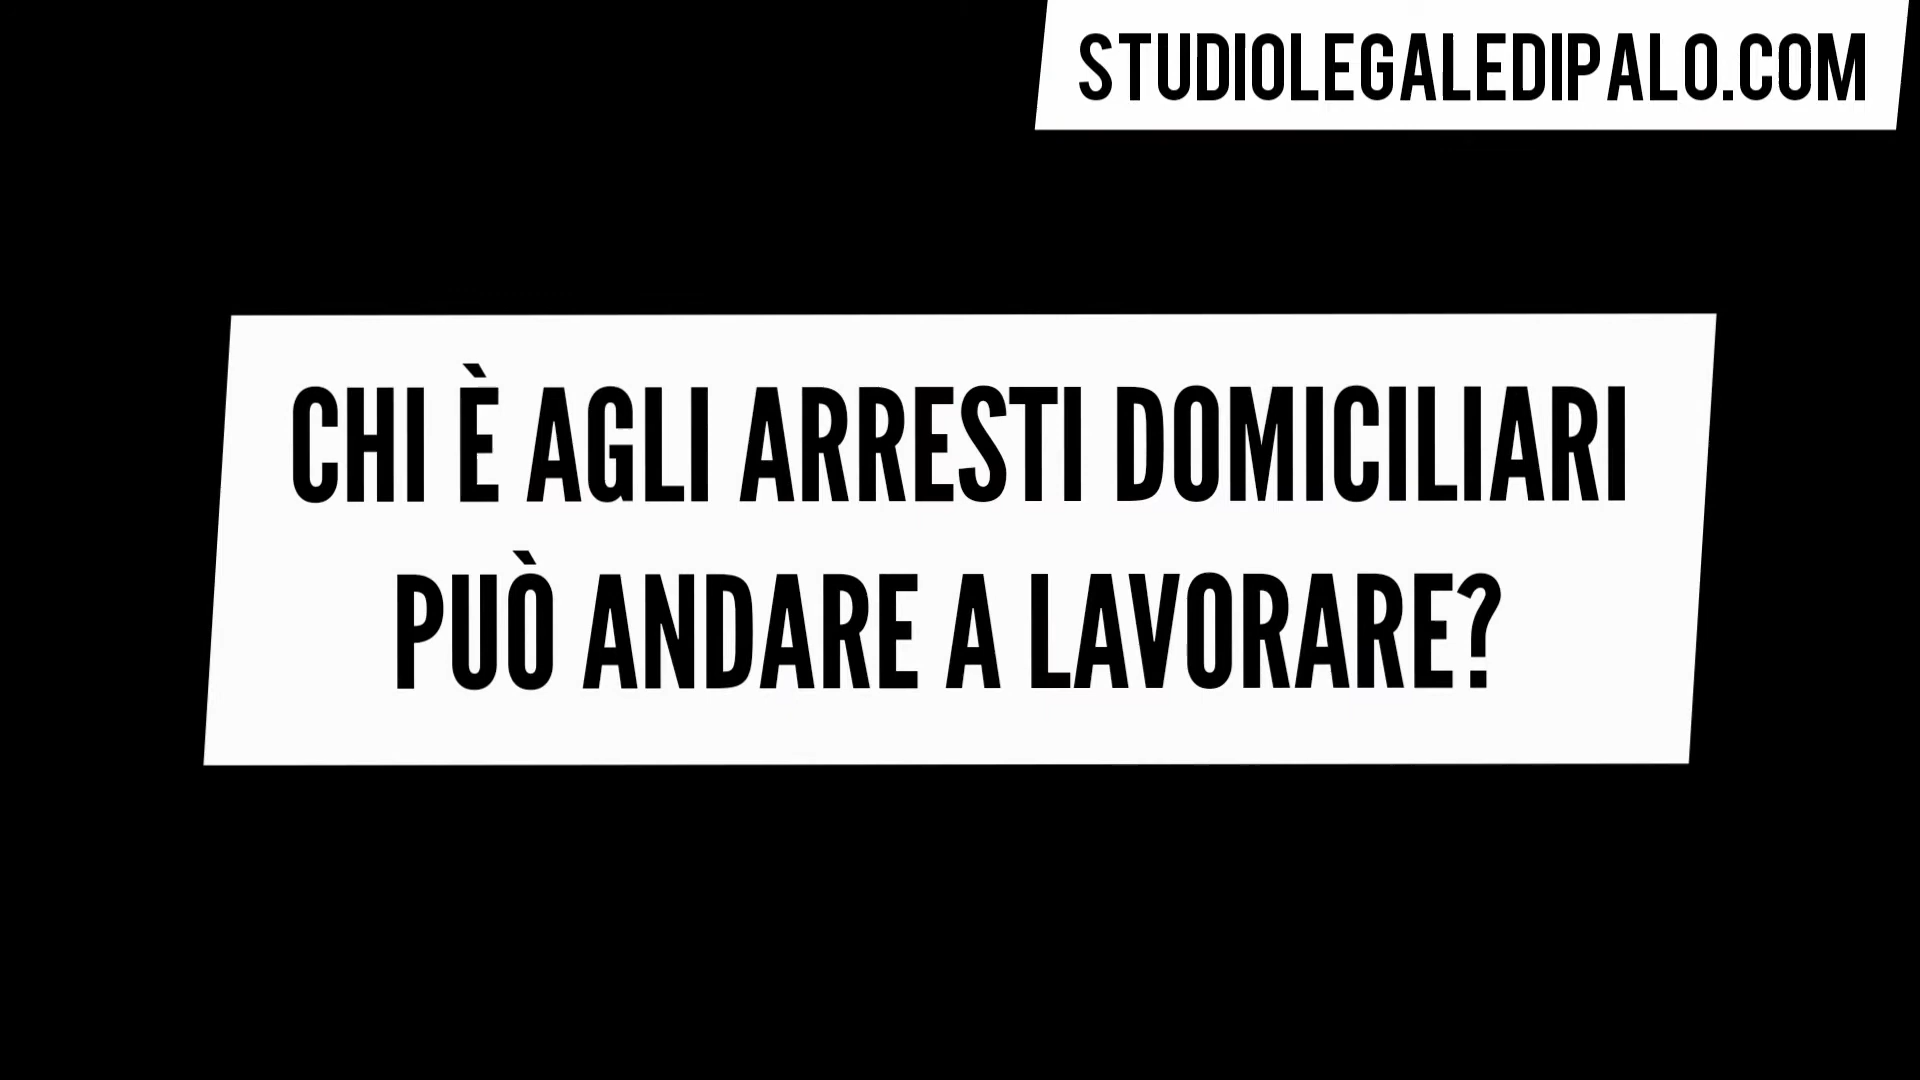 STUDIOLEGALEDIPALO.COM
CHI È AGLI ARRESTI DOMICILIARI
PUÒ ANDARE A LAVORARE?